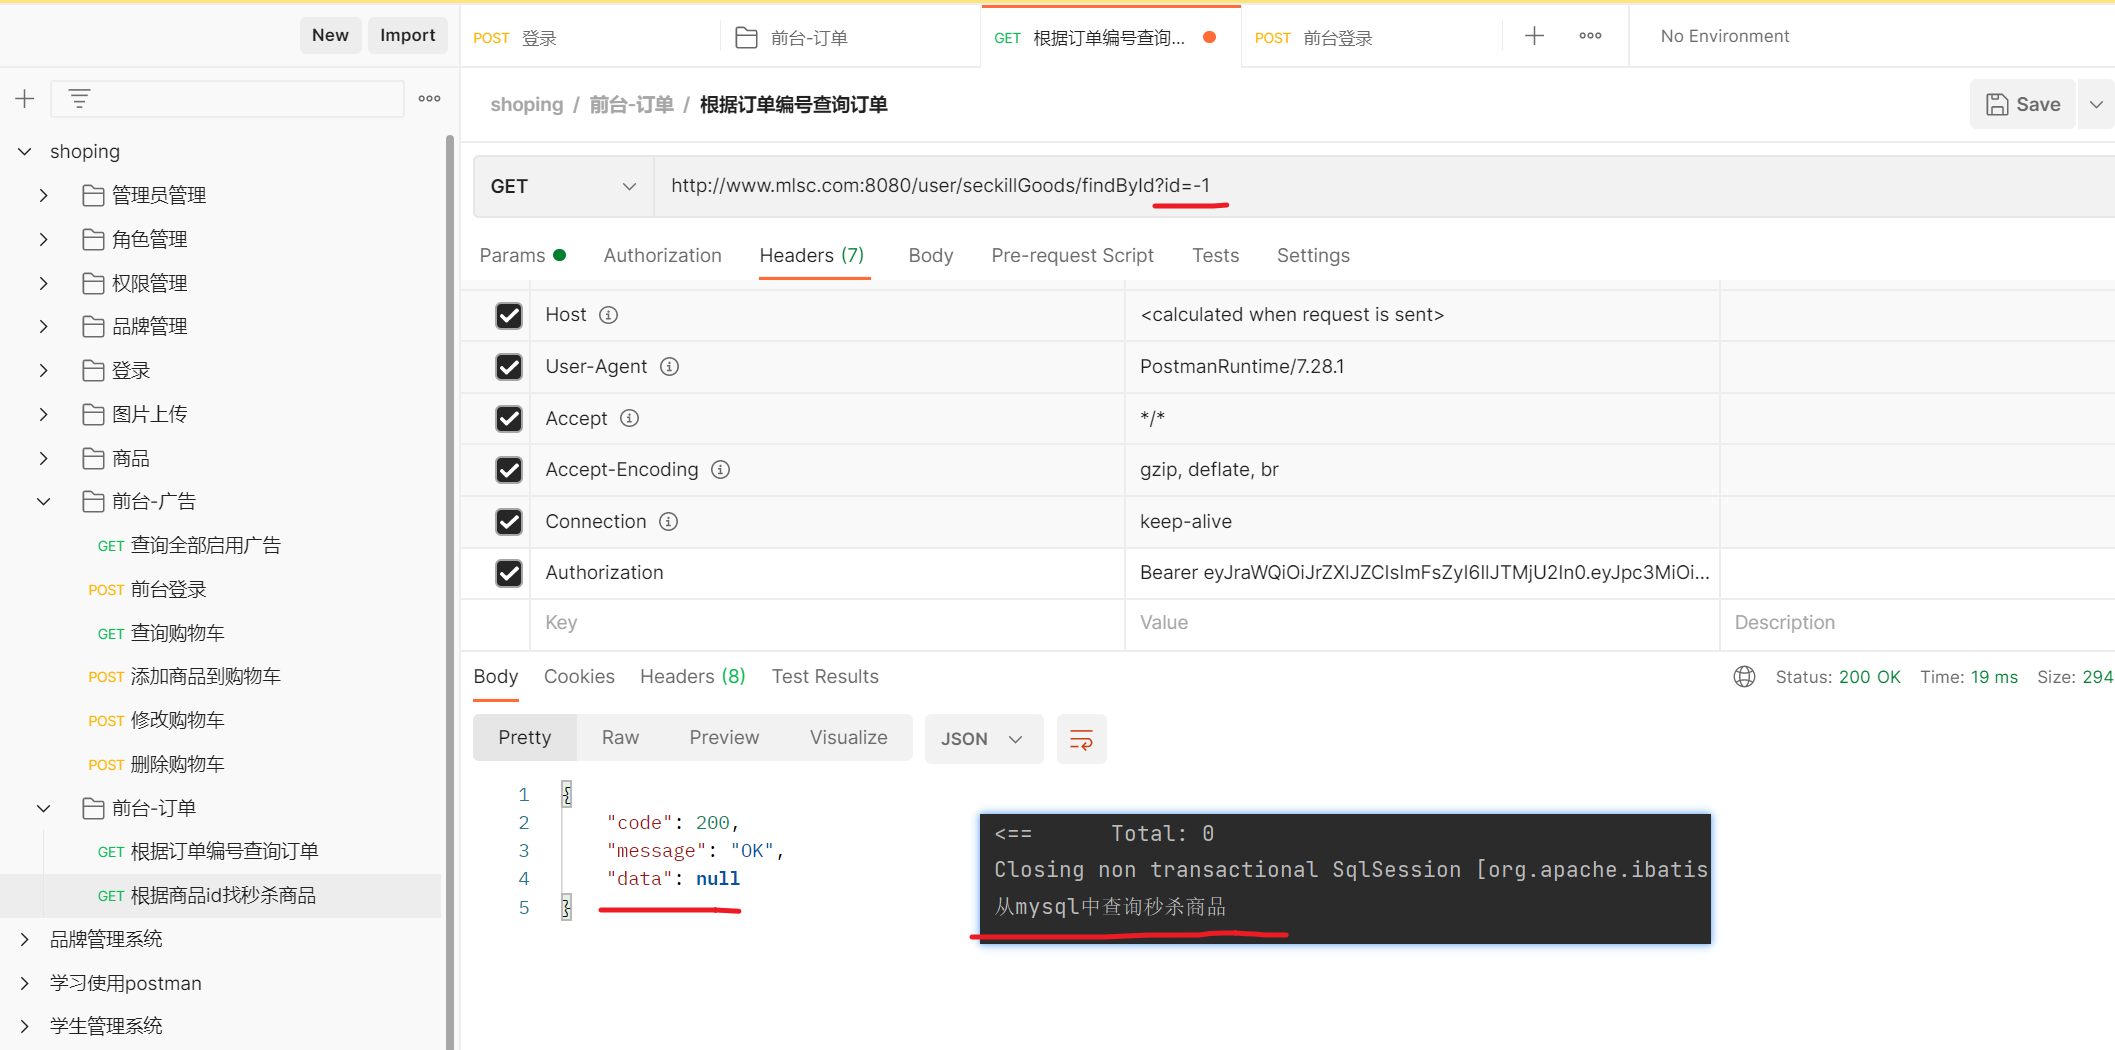 New
Import
POST 登录
前台-订单
GET 根据订单编号查询...
POST 前台登录
No Environment
shoping / 前台-订单 / 根据订单编号查询订单
Save
shoping
管理员管理
角色管理
权限管理
品牌管理
登录
图片上传
商品
前台-广告
GET 查询全部启用广告
POST 前台登录
GET 查询购物车
POST 添加商品到购物车
POST 修改购物车
POST 删除购物车
前台-订单
GET 根据订单编号查询订单
GET 根据商品id找秒杀商品
品牌管理系统
学习使用postman
学生管理系统
GET http://www.mlsc.com:8080/user/seckillGoods/findById?id=-1
Params Authorization Headers (7) Body Pre-request Script Tests Settings
Host <calculated when request is sent>
User-Agent PostmanRuntime/7.28.1
Accept */*
Accept-Encoding gzip, deflate, br
Connection keep-alive
Authorization Bearer eyJraWQiOiJrZXlJZCIsImFsZyI6IlJTMjU2In0.eyJpc3MiOi...
Key Value Description
Body Cookies Headers (8) Test Results
Status: 200 OK Time: 19 ms Size: 294
Pretty Raw Preview Visualize JSON
1 {
2 "code": 200,
3 "message": "OK",
4 "data": null
5 }
<== Total: 0
Closing non transactional SqlSession [org.apache.ibatis
从mysql中查询秒杀商品